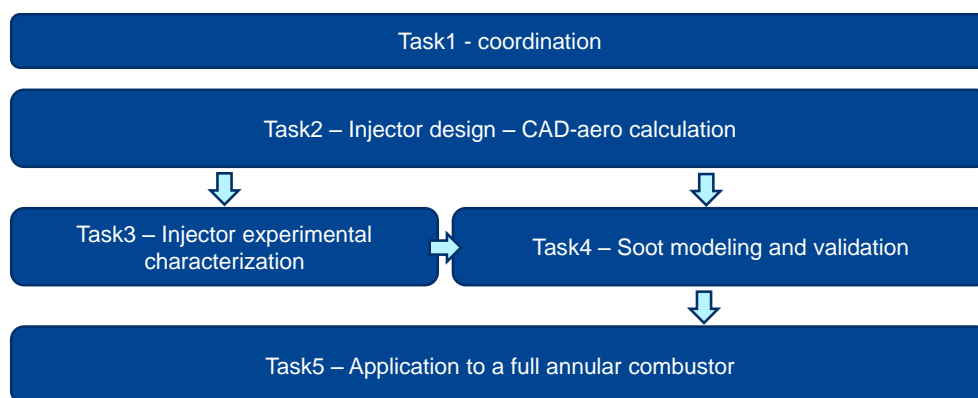 Task1 - coordination
Task2 – Injector design – CAD-aero calculation
Task3 – Injector experimental
characterization
Task4 – Soot modeling and validation
Task5 – Application to a full annular combustor